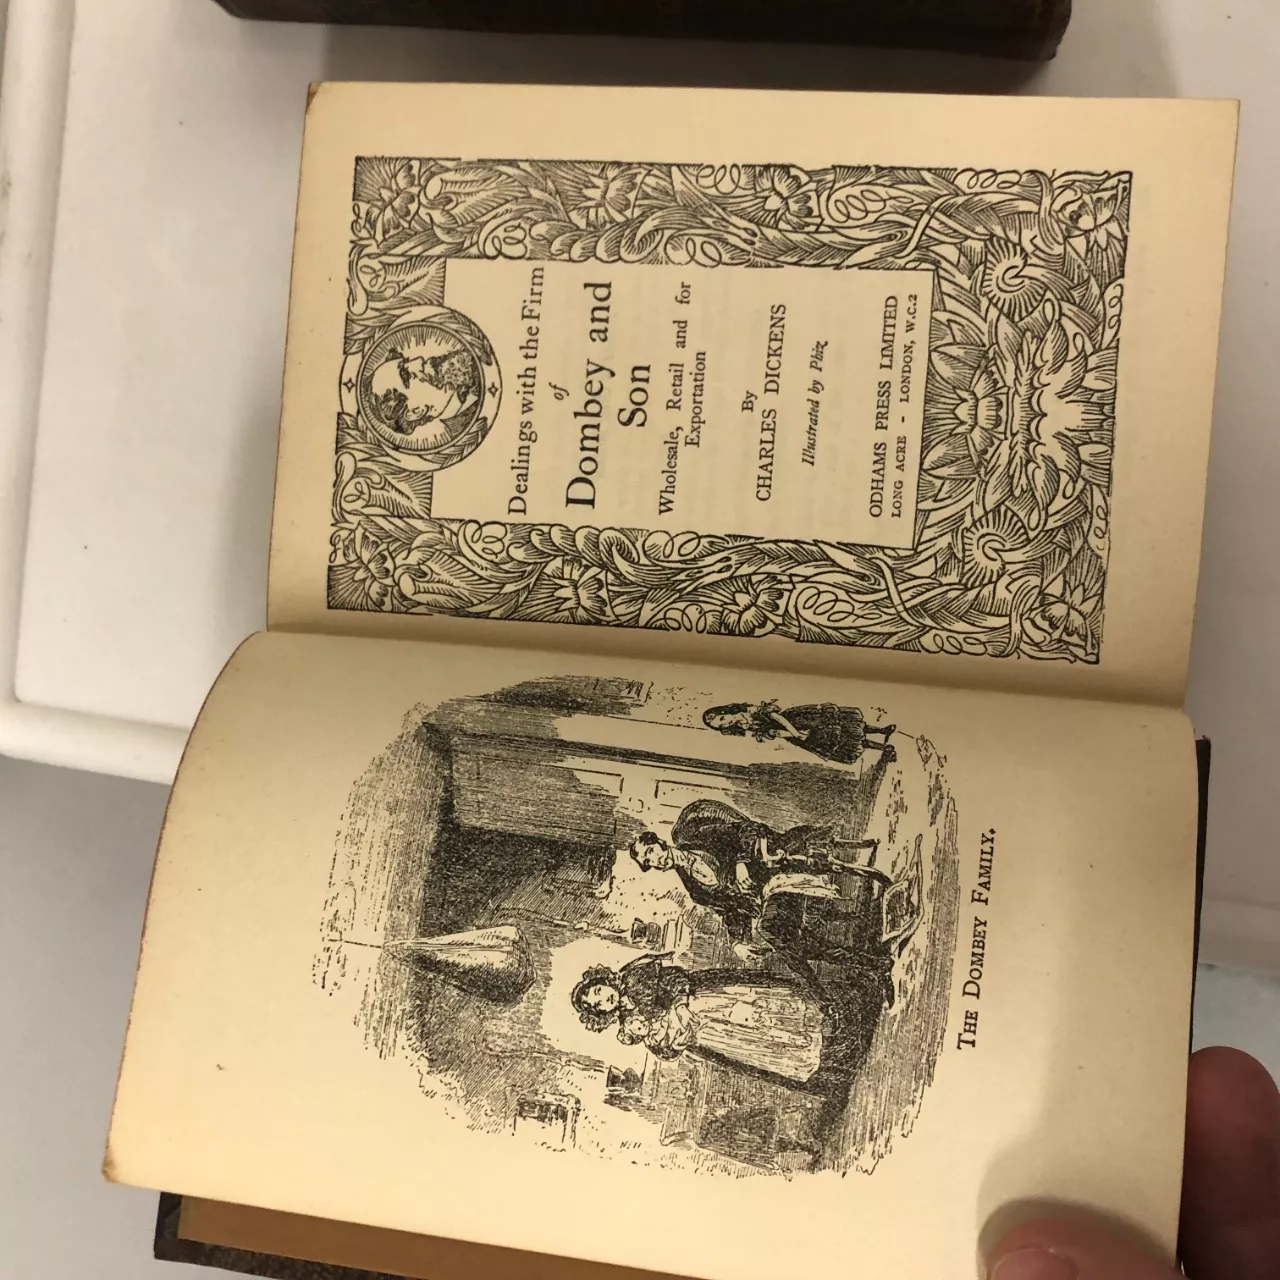 THE DOMBEY FAMILY.
Dealings with the Firm
of
Dombey and
Son
Wholesale, Retail and for
Exportation
By
CHARLES DICKENS
Illustrated by Phiz
ODHAMS PRESS LIMITED
LONG ACRE - LONDON, W.C.2